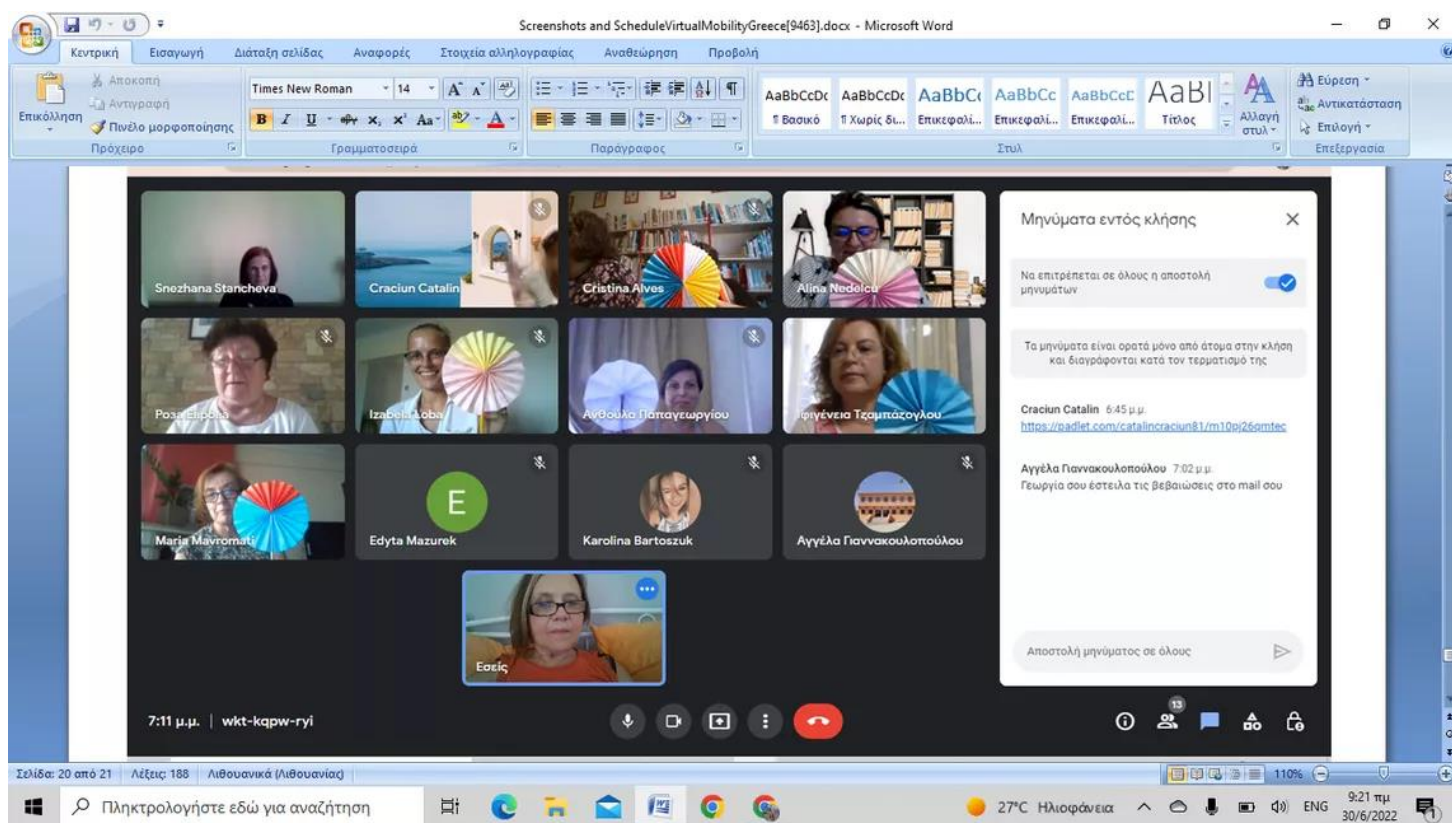 Screenshots and ScheduleVirtualMobilityGreece[9463].docx - Microsoft Word
Κεντρική Εισαγωγή Διάταξη σελίδας Αναφορές Στοιχεία αλληλογραφίας Αναθεώρηση Προβολή
Επικόλληση
Αποκοπή
Αντιγραφή
Πινέλο μορφοποίησης
Πρόχειρο
Times New Roman 14
Γραμματοσειρά
Παράγραφος
AaBbCcDc AaBbCcDc AaBbC AaBbCc AaBbCcC AaBl
¶ Βασικό ¶ Χωρίς δι... Επικεφαλί... Επικεφαλί... Επικεφαλί... Τίτλος
Αλλαγή στυλ
Στυλ
Εύρεση
Αντικατάσταση
Επιλογή
Επεξεργασία
Snezhana Stancheva
Craciun Catalin
Cristina Alves
Alina Nedelcu
Izabela Łoba
Ανθούλα Παπαγεωργίου
Ιφιγένεια Τζαμπάζογλου
Maria Mavromati
E
Edyta Mazurek
Karolina Bartoszuk
Αγγέλα Γιαννακουλοπούλου
Εσείς
Μηνύματα εντός κλήσης
Να επιτρέπεται σε όλους η αποστολή
μηνυμάτων
Τα μηνύματα είναι ορατά μόνο από άτομα στην κλήση
και διαγράφονται κατά τον τερματισμό της
Craciun Catalin 6:45 μ.μ.
https://padlet.com/catalincraciun81/m10pj26qmtec
Αγγέλα Γιαννακουλοπούλου 7:02 μ.μ.
Γεωργία σου έστειλα τις βεβαιώσεις στο mail σου
Αποστολή μηνύματος σε όλους
7:11 μ.μ. | wkt-kqpw-ryi
13
Σελίδα: 20 από 21 Λέξεις: 188 Λιθουανικά (Λιθουανίας) 110%
Πληκτρολογήστε εδώ για αναζήτηση
27°C Ηλιοφάνεια ENG
9:21 πμ
30/6/2022
1